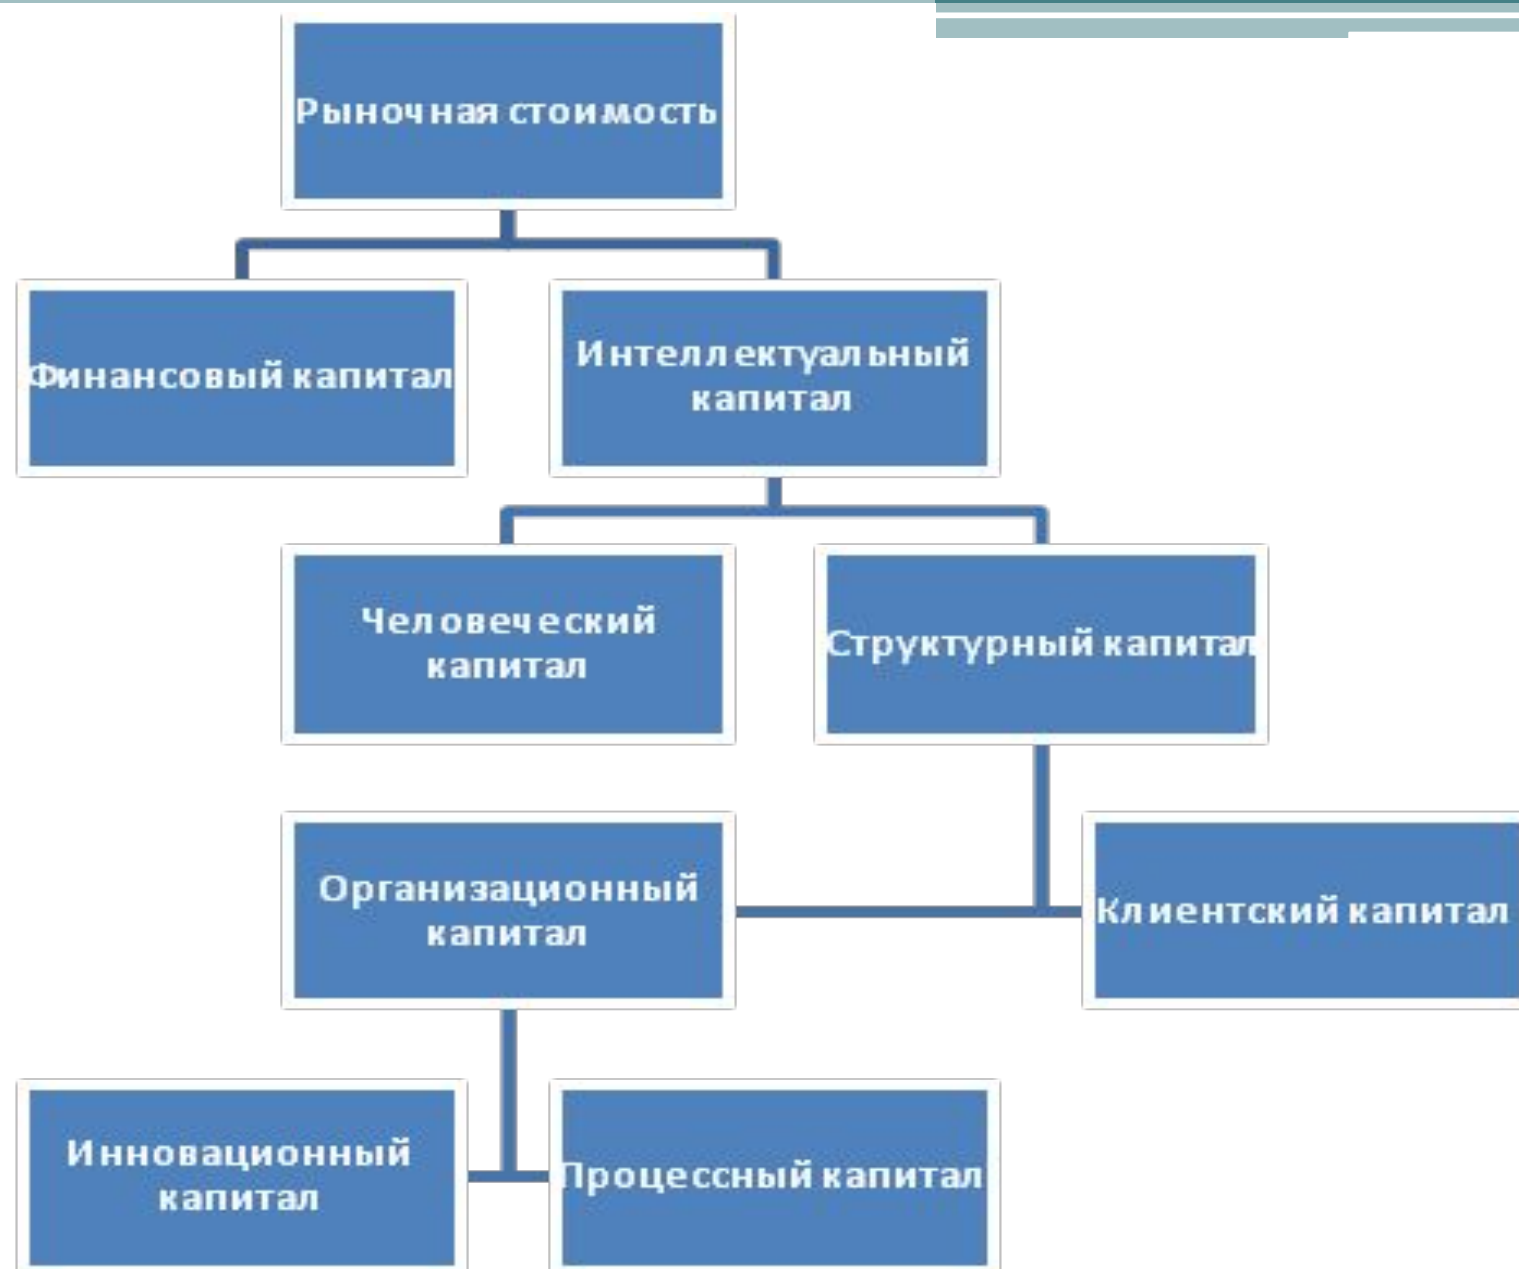 Рыночная стоимость
Финансовый капитал
Интеллектуальный
капитал
Человеческий
капитал
Структурный капитал
Организационный
капитал
Клиентский капитал
Инновационный
капитал
Процессный капитал